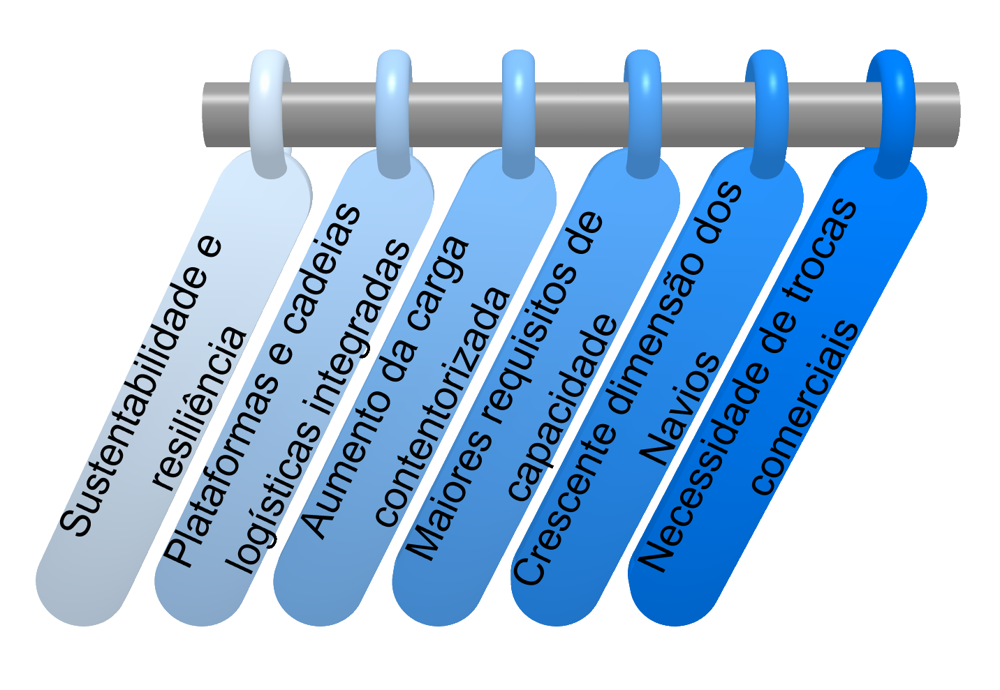 Sustentabilidade e
resiliência
Plataformas e cadeias
logísticas integradas
Aumento da carga
contentorizada
Maiores requisitos de
capacidade
Crescente dimensão dos
Navios
Necessidade de trocas
comerciais